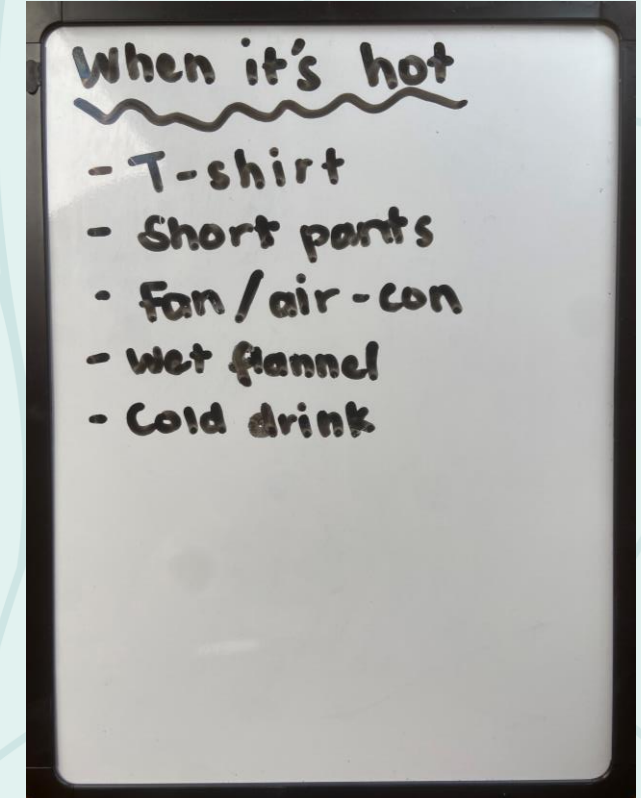 When it's hot
- T-shirt
- Short pants
- Fan/air-con
- Wet flannel
- Cold drink